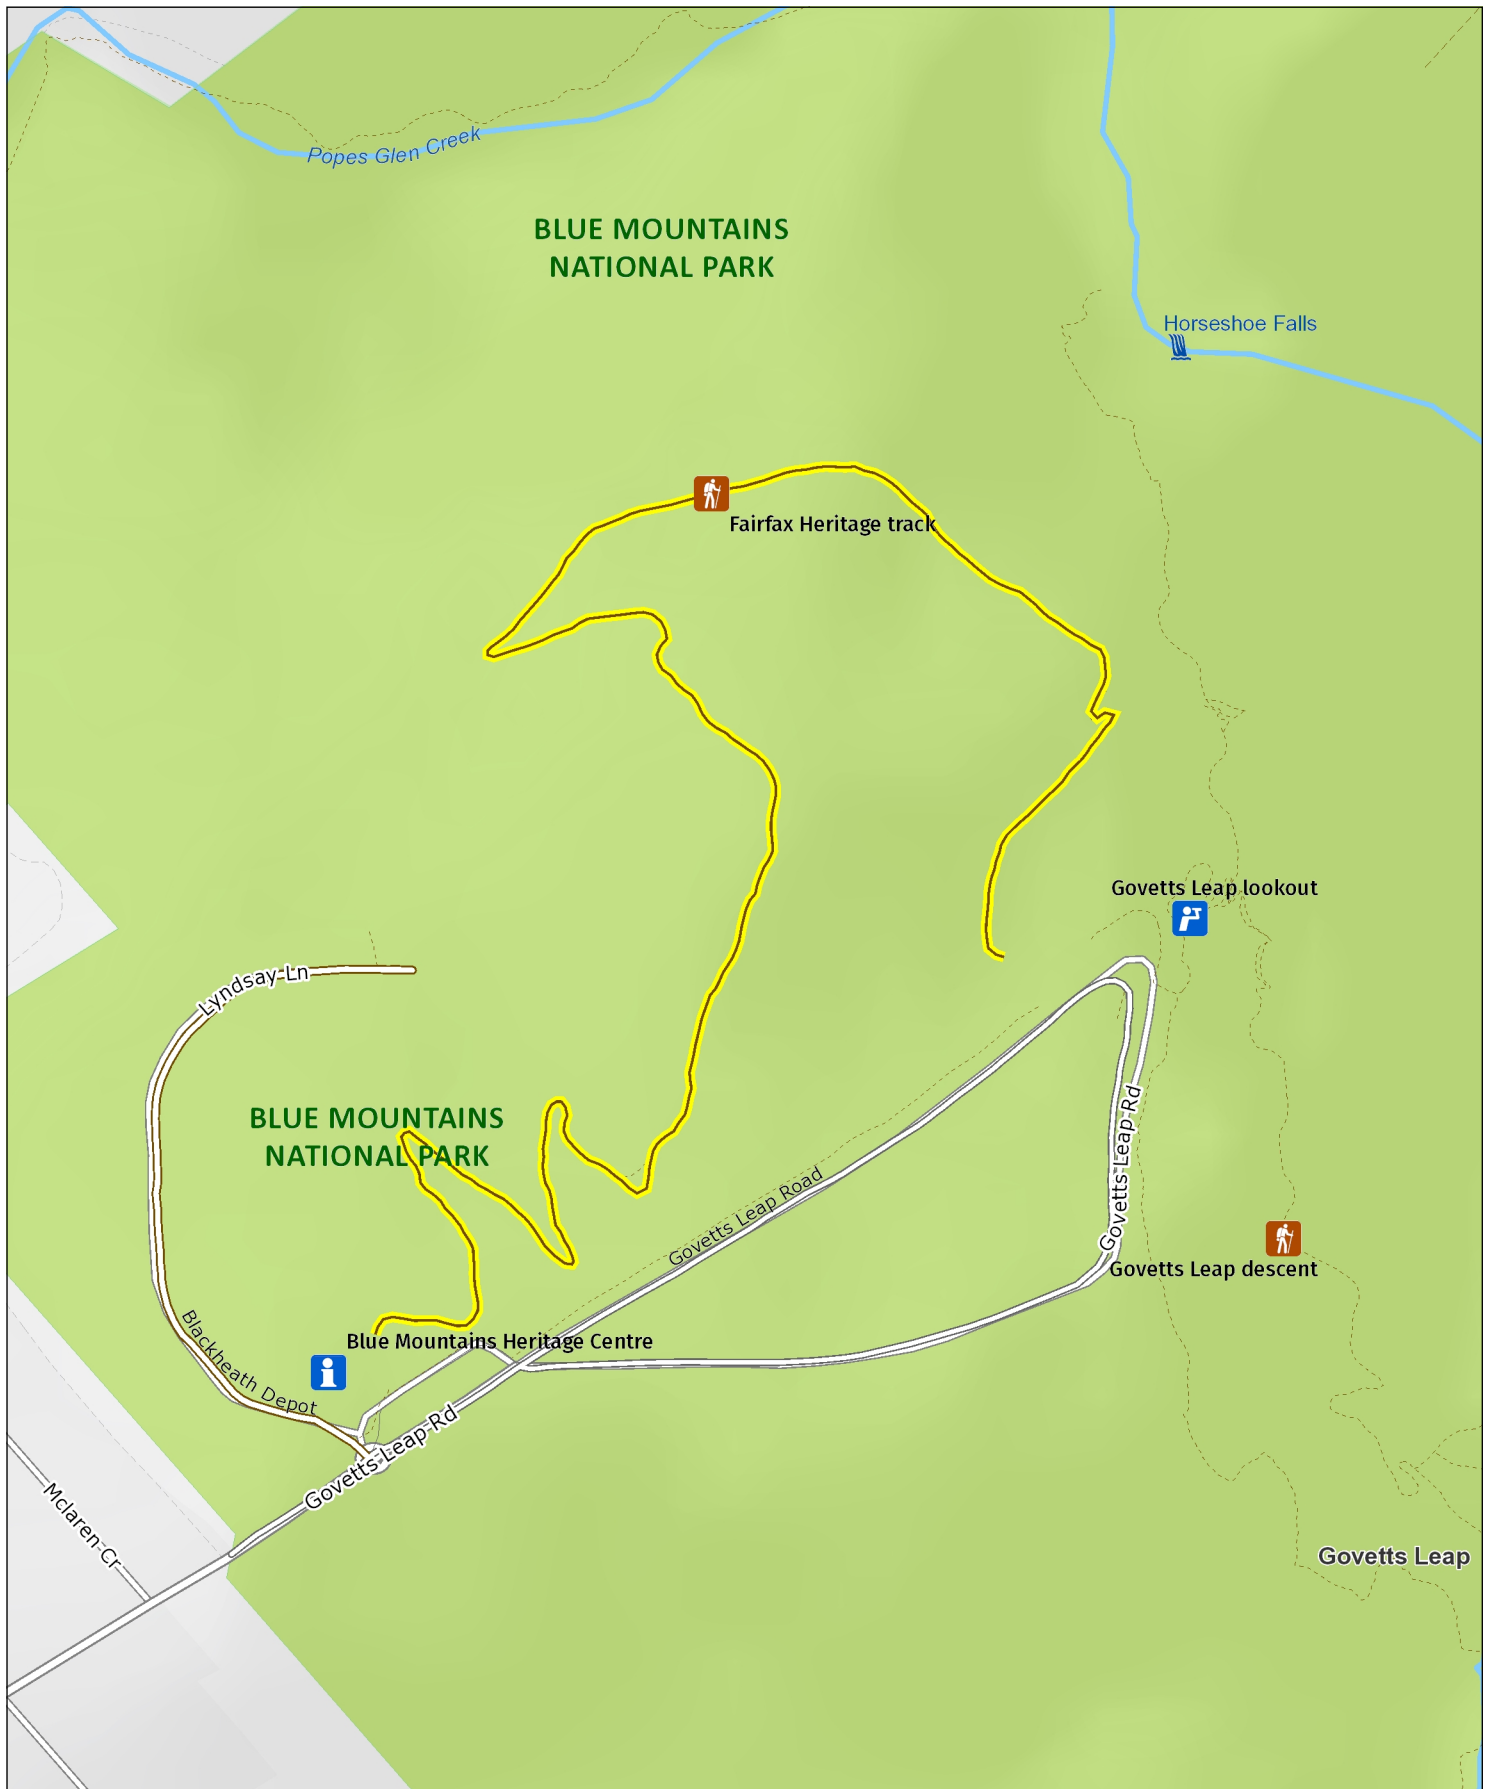 Popes Glen Creek
BLUE MOUNTAINS
NATIONAL PARK
Horseshoe Falls
Fairfax Heritage track
Govetts Leap lookout
Lyndsay Ln
BLUE MOUNTAINS
NATIONAL PARK
Govetts Leap Rd
Govetts Leap Road
Govetts Leap descent
Blue Mountains Heritage Centre
Blackheath Depot
Govetts Leap Rd
Mclaren Cr
Govetts Leap